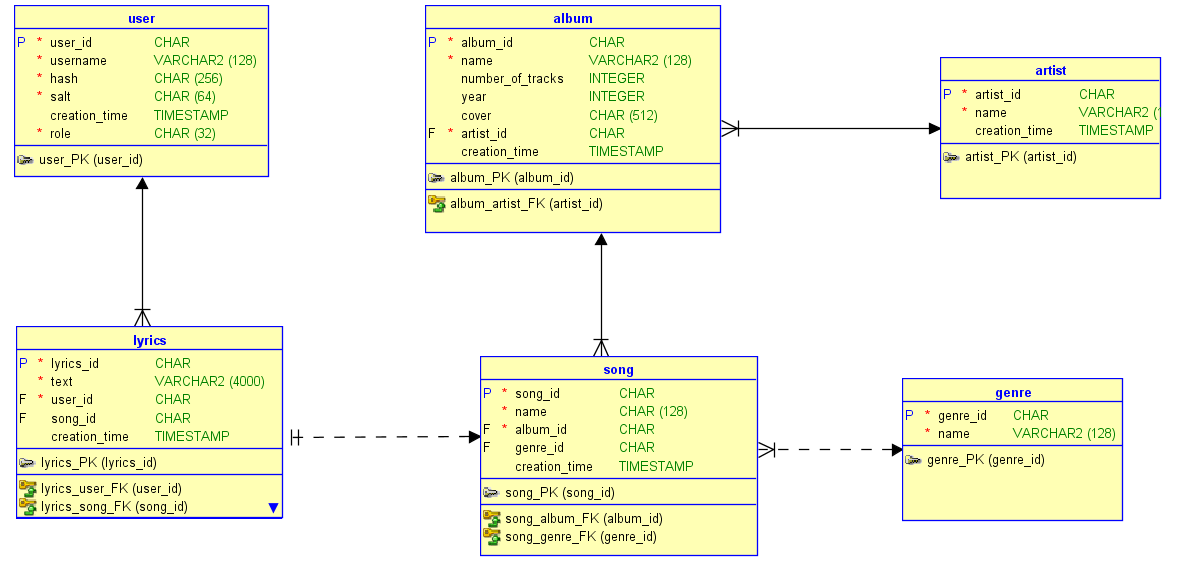 user
P * user_id CHAR
* username VARCHAR2 (128)
* hash CHAR (256)
* salt CHAR (64)
creation_time TIMESTAMP
* role CHAR (32)
user_PK (user_id)
album
P * album_id CHAR
* name VARCHAR2 (128)
number_of_tracks INTEGER
year INTEGER
cover CHAR (512)
F * artist_id CHAR
creation_time TIMESTAMP
album_PK (album_id)
album_artist_FK (artist_id)
artist
P * artist_id CHAR
* name VARCHAR2 (1
creation_time TIMESTAMP
artist_PK (artist_id)
lyrics
P * lyrics_id CHAR
* text VARCHAR2 (4000)
F * user_id CHAR
F song_id CHAR
creation_time TIMESTAMP
lyrics_PK (lyrics_id)
lyrics_user_FK (user_id)
lyrics_song_FK (song_id)
song
P * song_id CHAR
* name CHAR (128)
F * album_id CHAR
F genre_id CHAR
creation_time TIMESTAMP
song_PK (song_id)
song_album_FK (album_id)
song_genre_FK (genre_id)
genre
P * genre_id CHAR
* name VARCHAR2 (128)
genre_PK (genre_id)